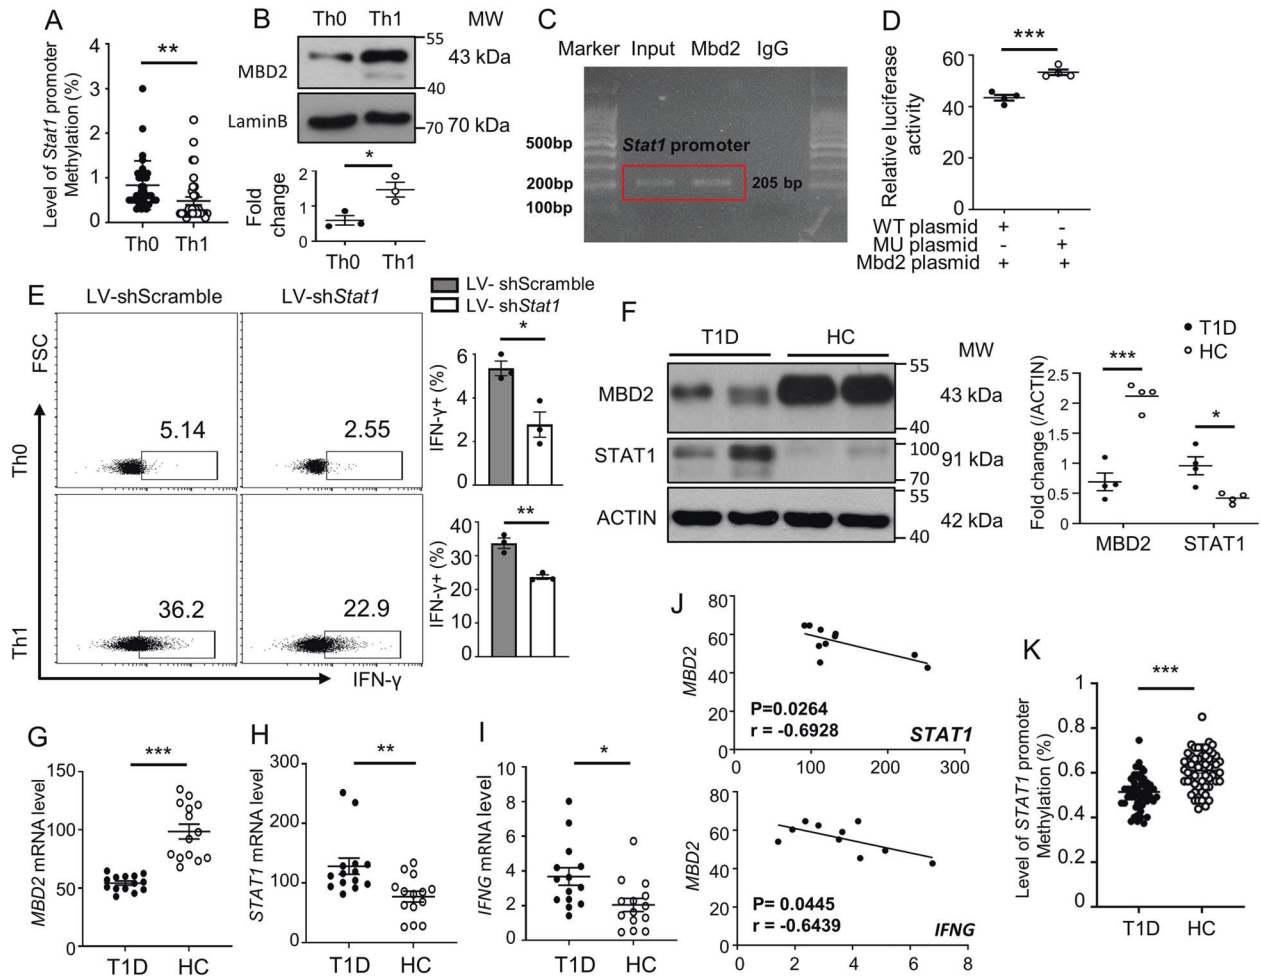 A
Level of Stat1 promoter
Methylation (%)
4
3
2
1
0
**
Th0 Th1
B
Th0 Th1 MW
MBD2
55
43 kDa
40
LaminB
70 70 kDa
Fold
change
2
1
0
*
Th0 Th1
C
Marker Input Mbd2 IgG
500bp
200bp
100bp
Stat1 promoter
205 bp
D
Relative luciferase
activity
60
40
20
0
***
WT plasmid + -
MU plasmid - +
Mbd2 plasmid + +
E
LV-shScramble LV-shStat1
FSC
Th0
5.14 2.55
Th1
36.2 22.9
IFN-γ
LV- shScramble
LV- shStat1
*
IFN-γ+ (%)
6
4
2
0
**
IFN-γ+ (%)
40
30
20
10
0
F
T1D HC MW
MBD2
55
43 kDa
40
STAT1
100
91 kDa
70
ACTIN
55
42 kDa
40
T1D
HC
Fold change (/ACTIN)
2.5
2
1.5
1
0.5
0
***
*
MBD2 STAT1
G
MBD2 mRNA level
150
100
50
0
***
T1D HC
H
STAT1 mRNA level
300
200
100
0
**
T1D HC
I
IFNG mRNA level
10
8
6
4
2
0
*
T1D HC
J
MBD2
80
60
40
20
0
P=0.0264
r = -0.6928
STAT1
0 100 200 300
MBD2
80
60
40
20
0
P= 0.0445
r = -0.6439
IFNG
0 2 4 6 8
K
Level of STAT1 promoter
Methylation (%)
1
0.8
0.6
0.4
0.2
0
***
T1D HC